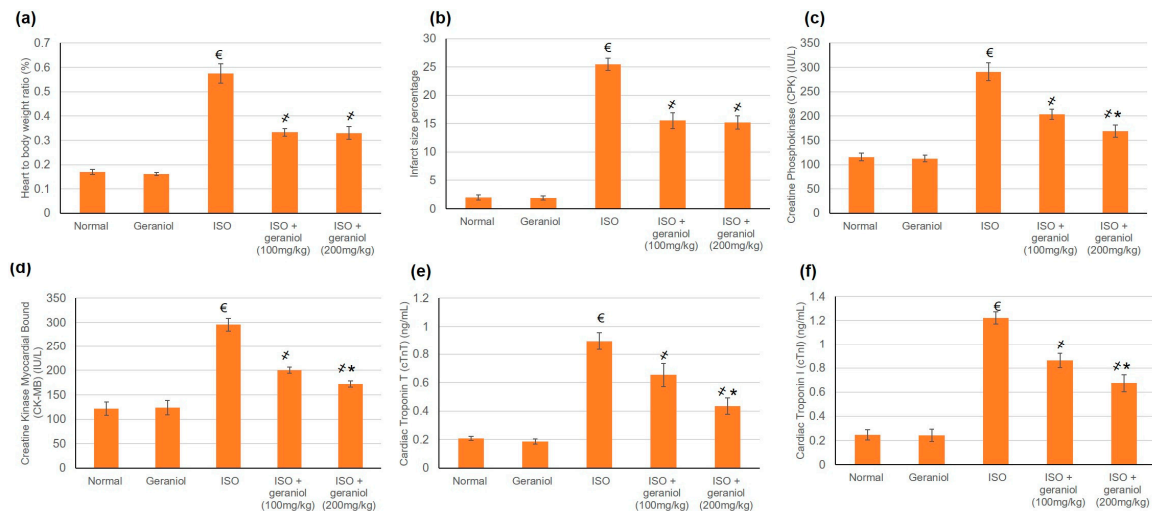 (a)
Heart to body weight ratio (%)
0.7
0.6
0.5
0.4
0.3
0.2
0.1
0
€
≠
≠
Normal
Geraniol
ISO
ISO +
geraniol
(100mg/kg)
ISO +
geraniol
(200mg/kg)
(b)
Infarct size percentage
30
25
20
15
10
5
0
€
≠
≠
Normal
Geraniol
ISO
ISO +
geraniol
(100mg/kg)
ISO +
geraniol
(200mg/kg)
(c)
Creatine Phosphokinase (CPK) (IU/L)
350
300
250
200
150
100
50
0
€
≠
≠*
Normal
Geraniol
ISO
ISO +
geraniol
(100mg/kg)
ISO +
geraniol
(200mg/kg)
(d)
Creatine Kinase Myocardial Bound
(CK-MB) (IU/L)
350
300
250
200
150
100
50
0
€
≠
≠*
Normal
Geraniol
ISO
ISO +
geraniol
(100mg/kg)
ISO +
geraniol
(200mg/kg)
(e)
Cardiac Troponin T (cTnT) (ng/mL)
1.2
1
0.8
0.6
0.4
0.2
0
€
≠
≠*
Normal
Geraniol
ISO
ISO +
geraniol
(100mg/kg)
ISO +
geraniol
(200mg/kg)
(f)
Cardiac Troponin I (cTnI) (ng/mL)
1.4
1.2
1
0.8
0.6
0.4
0.2
0
€
≠
≠*
Normal
Geraniol
ISO
ISO +
geraniol
(100mg/kg)
ISO +
geraniol
(200mg/kg)